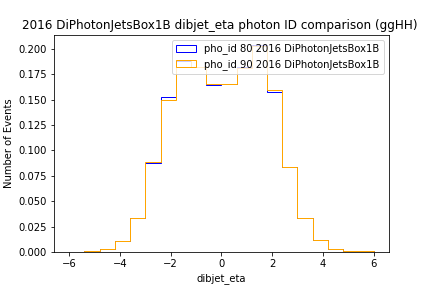 2016 DiPhotonJetsBox1B dibjet_eta photon ID comparison (ggHH)
pho_id 80 2016 DiPhotonJetsBox1B
pho_id 90 2016 DiPhotonJetsBox1B
Number of Events
0.200
0.175
0.150
0.125
0.100
0.075
0.050
0.025
0.000
−6 −4 −2 0 2 4 6
dibjet_eta